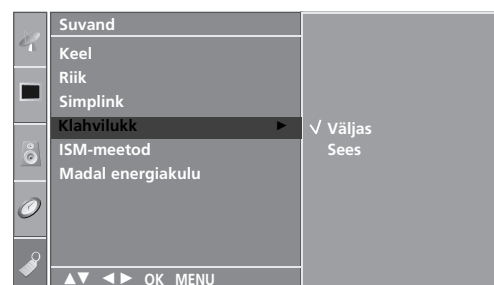 Suvand
Keel
Riik
Simplink
Klahvilukk ►
√ Väljas
ISM-meetod
Sees
Madal energiakulu
▲▼ ◄► OK MENU